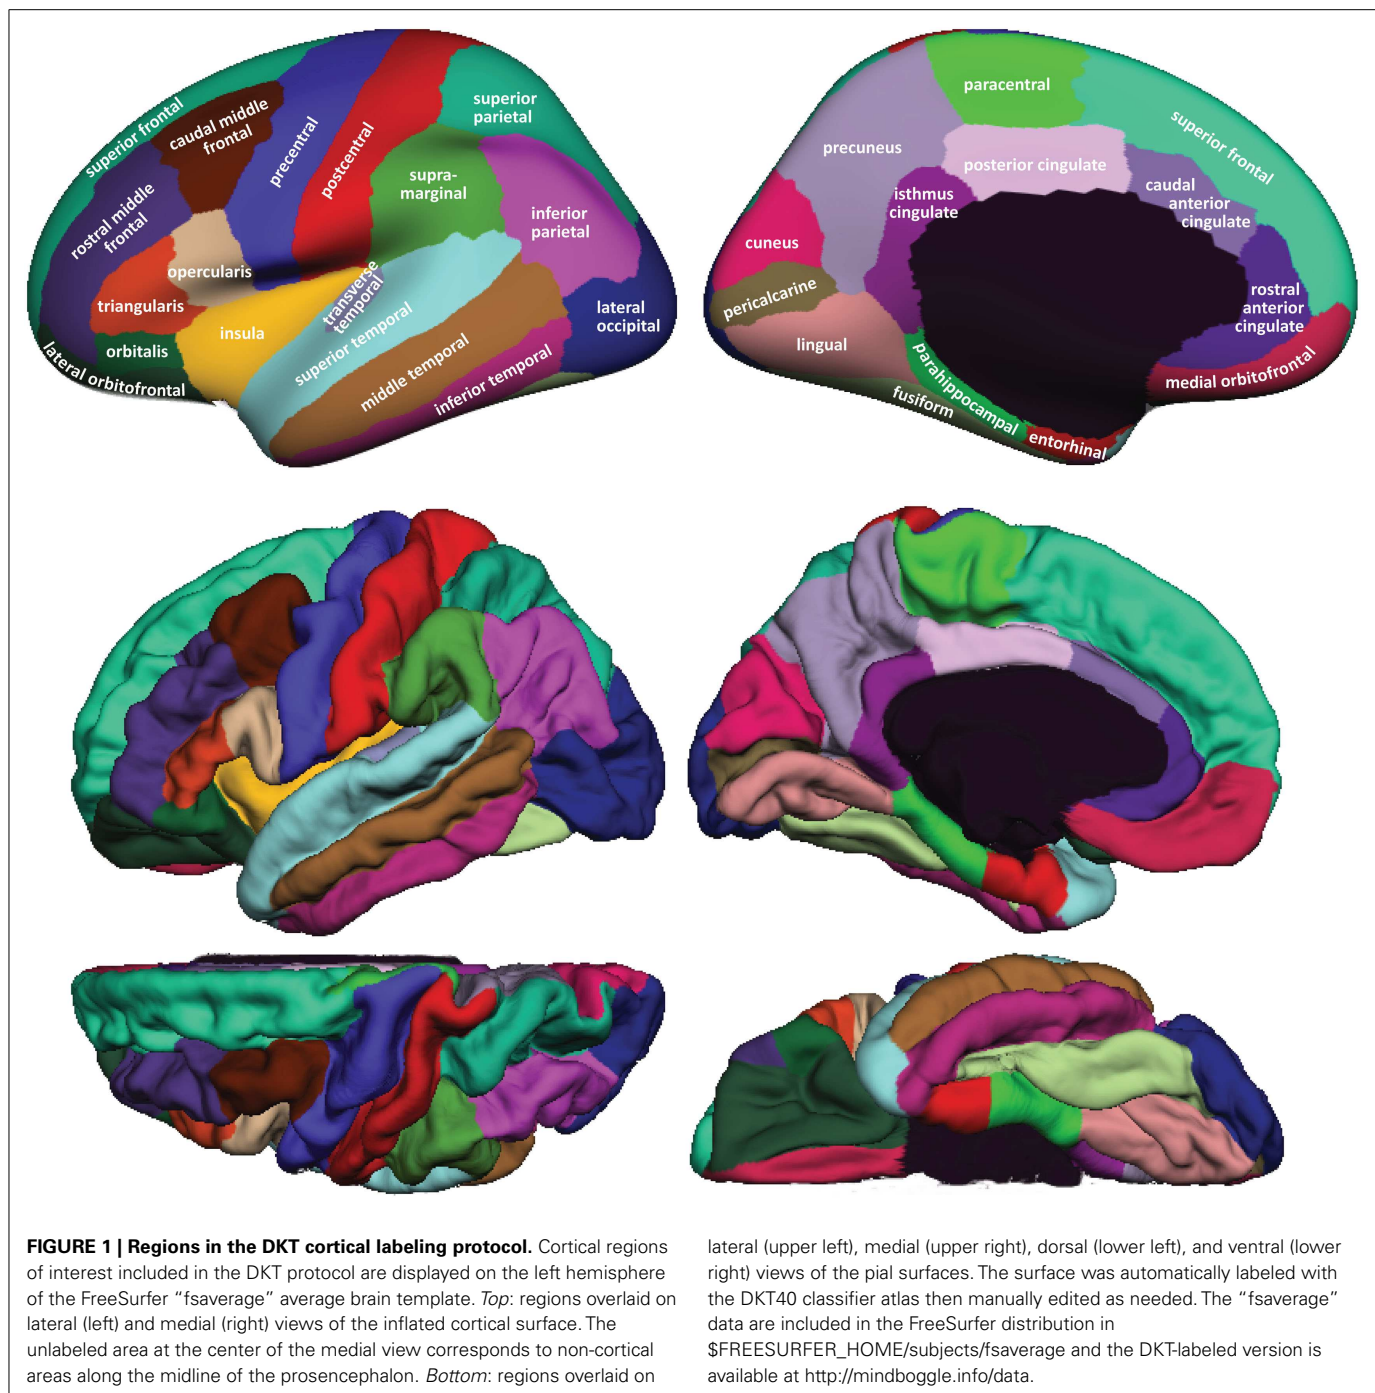 superior frontal
caudal middle
frontal
precentral
postcentral
superior
parietal
supra-
marginal
inferior
parietal
rostral middle
frontal
opercularis
triangularis
orbitalis
lateral orbitofrontal
insula
transverse
temporal
superior temporal
middle temporal
inferior temporal
lateral
occipital
paracentral
superior frontal
precuneus
posterior cingulate
isthmus
cingulate
caudal
anterior
cingulate
cuneus
pericalcarine
lingual
rostral
anterior
cingulate
medial orbitofrontal
parahippocampal
fusiform
entorhinal
FIGURE 1 | Regions in the DKT cortical labeling protocol. Cortical regions
of interest included in the DKT protocol are displayed on the left hemisphere
of the FreeSurfer “fsaverage” average brain template. Top: regions overlaid on
lateral (left) and medial (right) views of the inflated cortical surface. The
unlabeled area at the center of the medial view corresponds to non-cortical
areas along the midline of the prosencephalon. Bottom: regions overlaid on
lateral (upper left), medial (upper right), dorsal (lower left), and ventral (lower
right) views of the pial surfaces. The surface was automatically labeled with
the DKT40 classifier atlas then manually edited as needed. The “fsaverage”
data are included in the FreeSurfer distribution in
$FREESURFER_HOME/subjects/fsaverage and the DKT-labeled version is
available at http://mindboggle.info/data.